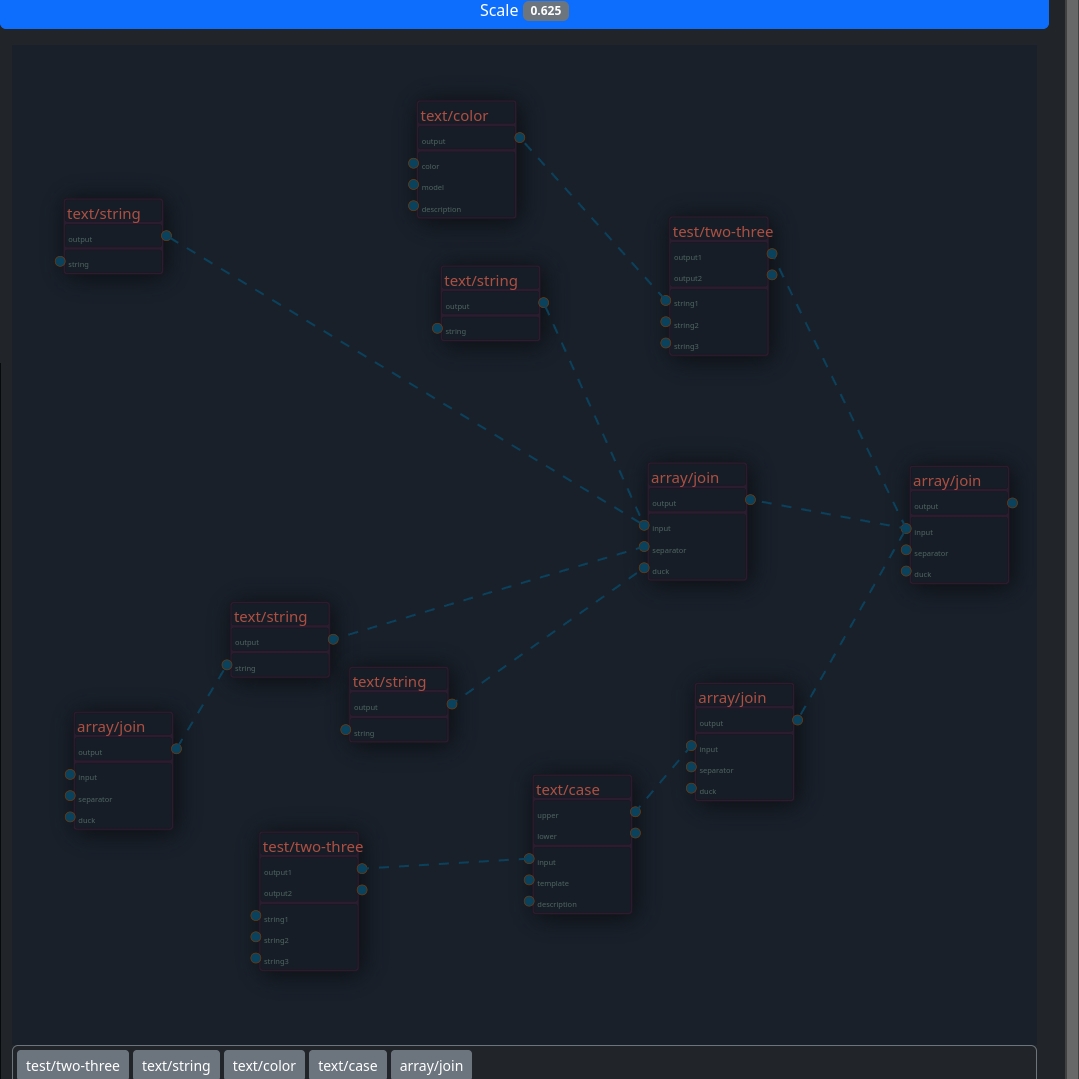 Scale 0.625
text/color
output
color
model
description
text/string
output
string
test/two-three
output1
output2
string1
string2
string3
text/string
output
string
array/join
output
input
separator
duck
array/join
output
input
separator
duck
text/string
output
string
text/string
output
string
array/join
output
input
separator
duck
array/join
output
input
separator
duck
text/case
upper
lower
input
template
description
test/two-three
output1
output2
string1
string2
string3
test/two-three text/string text/color text/case array/join